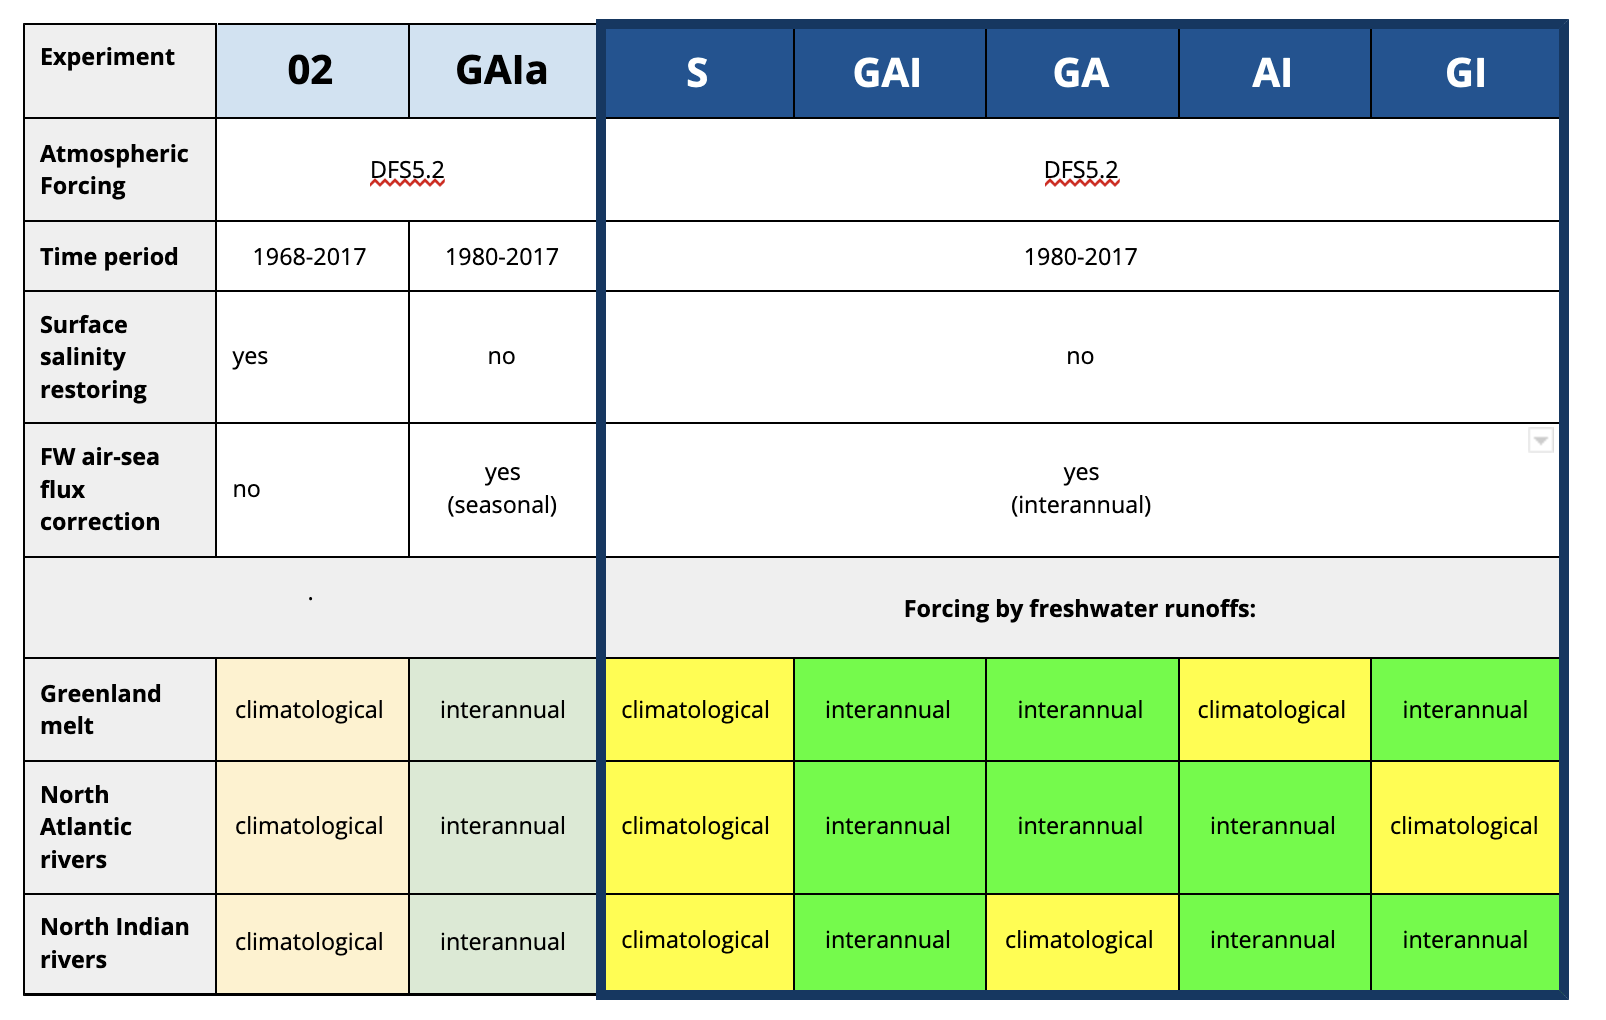 Experiment 02 GAIa S GAI GA AI GI
Atmospheric
Forcing
DFS5.2 DFS5.2
Time period 1968-2017 1980-2017 1980-2017
Surface
salinity
restoring
yes no no
FW air-sea
flux
correction
no
yes
(seasonal)
yes
(interannual)
.
Forcing by freshwater runoffs:
Greenland
melt
climatological interannual climatological interannual interannual climatological interannual
North
Atlantic
rivers
climatological interannual climatological interannual interannual interannual climatological
North Indian
rivers
climatological interannual climatological interannual climatological interannual interannual